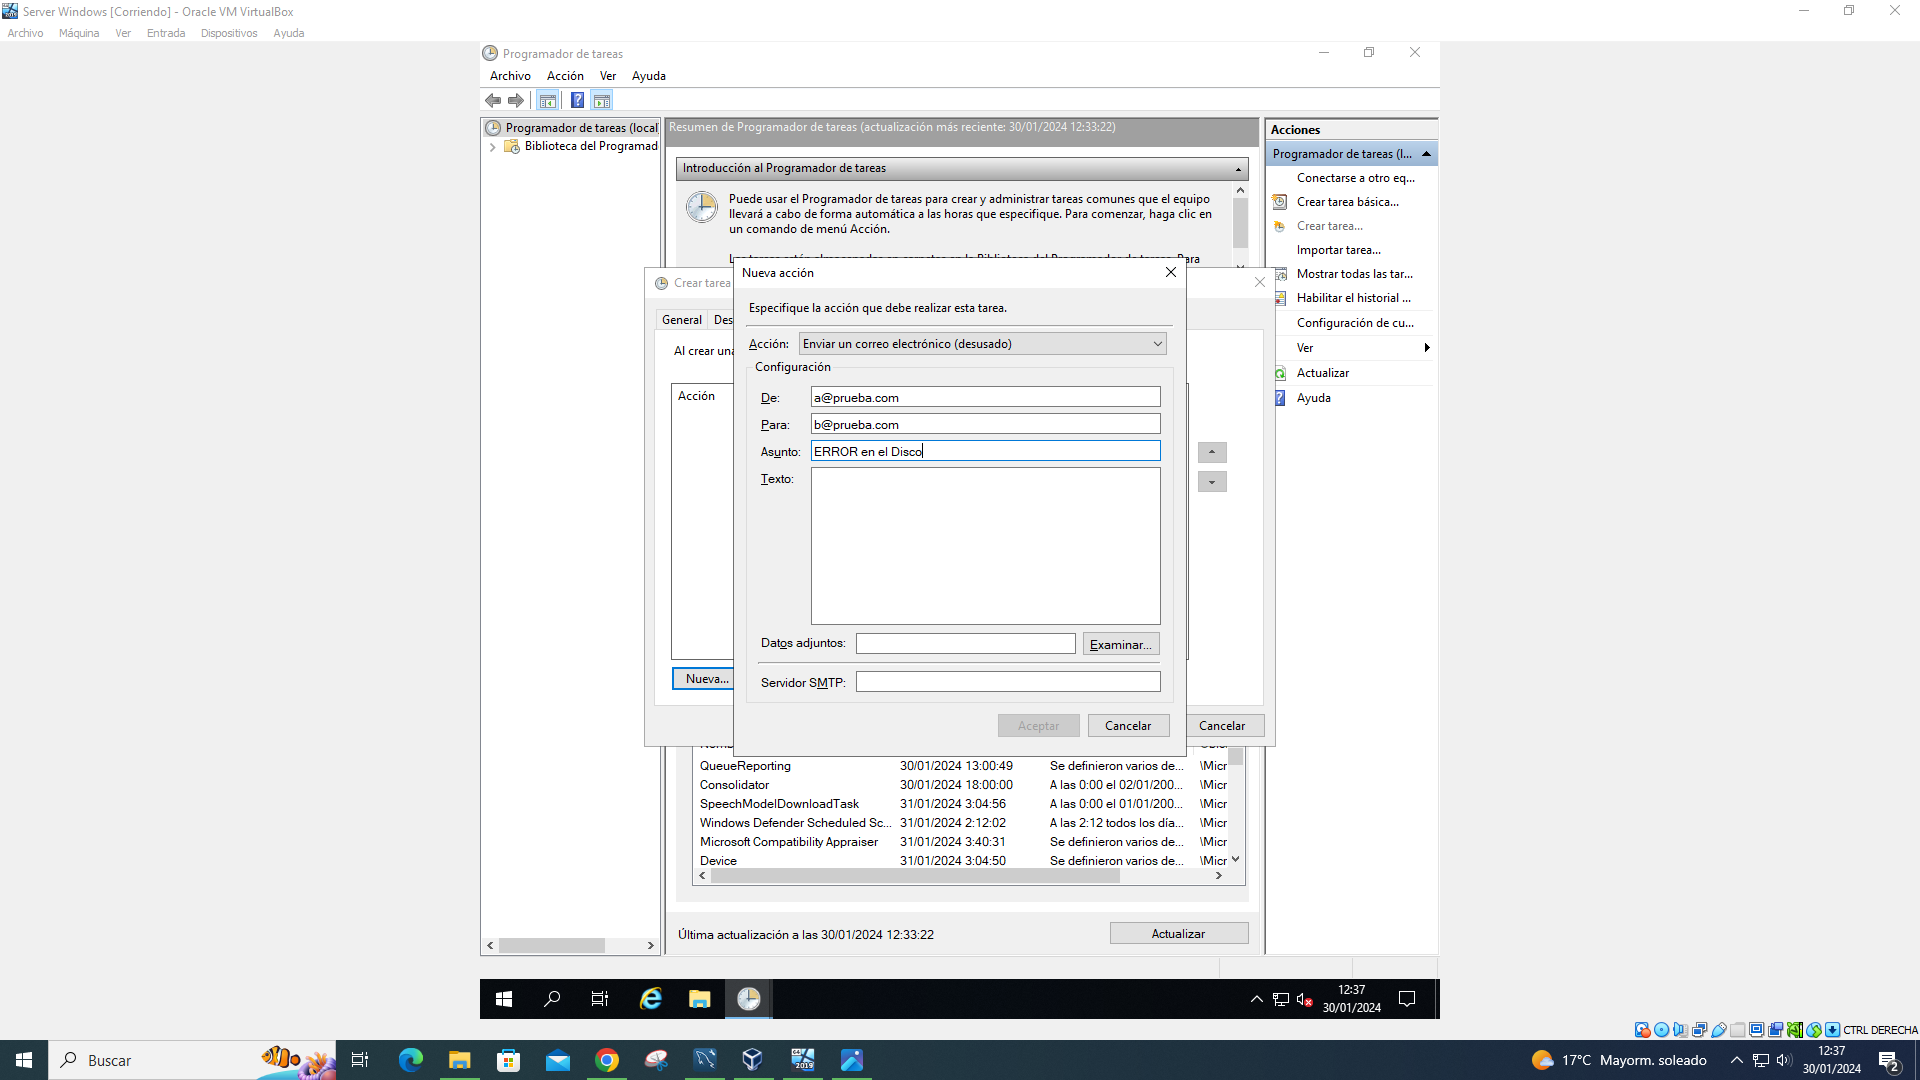 Server Windows [Corriendo] - Oracle VM VirtualBox
Archivo Máquina Ver Entrada Dispositivos Ayuda
Programador de tareas
Archivo Acción Ver Ayuda
Programador de tareas (local
Biblioteca del Programad
Resumen de Programador de tareas (actualización más reciente: 30/01/2024 12:33:22)
Introducción al Programador de tareas
Puede usar el Programador de tareas para crear y administrar tareas comunes que el equipo
llevará a cabo de forma automática a las horas que especifique. Para comenzar, haga clic en
un comando de menú Acción.
Acciones
Programador de tareas (l...
Conectarse a otro eq...
Crear tarea básica...
Crear tarea...
Importar tarea...
Mostrar todas las tar...
Habilitar el historial ...
Configuración de cu...
Ver
Actualizar
Ayuda
Crear tarea
General Des
Al crear una
Acción
Nueva...
Cancelar
Nueva acción
Especifique la acción que debe realizar esta tarea.
Acción: Enviar un correo electrónico (desusado)
Configuración
De: a@prueba.com
Para: b@prueba.com
Asunto: ERROR en el Disco
Texto:
Datos adjuntos: Examinar...
Servidor SMTP:
Aceptar Cancelar
QueueReporting 30/01/2024 13:00:49 Se definieron varios de... \Micr
Consolidator 30/01/2024 18:00:00 A las 0:00 el 02/01/200... \Micr
SpeechModelDownloadTask 31/01/2024 3:04:56 A las 0:00 el 01/01/200... \Micr
Windows Defender Scheduled Sc... 31/01/2024 2:12:02 A las 2:12 todos los día... \Micr
Microsoft Compatibility Appraiser 31/01/2024 3:40:31 Se definieron varios de... \Micr
Device 31/01/2024 3:04:50 Se definieron varios de... \Micr
Última actualización a las 30/01/2024 12:33:22 Actualizar
12:37
30/01/2024
CTRL DERECHA
Buscar
17°C Mayorm. soleado
12:37
30/01/2024
2